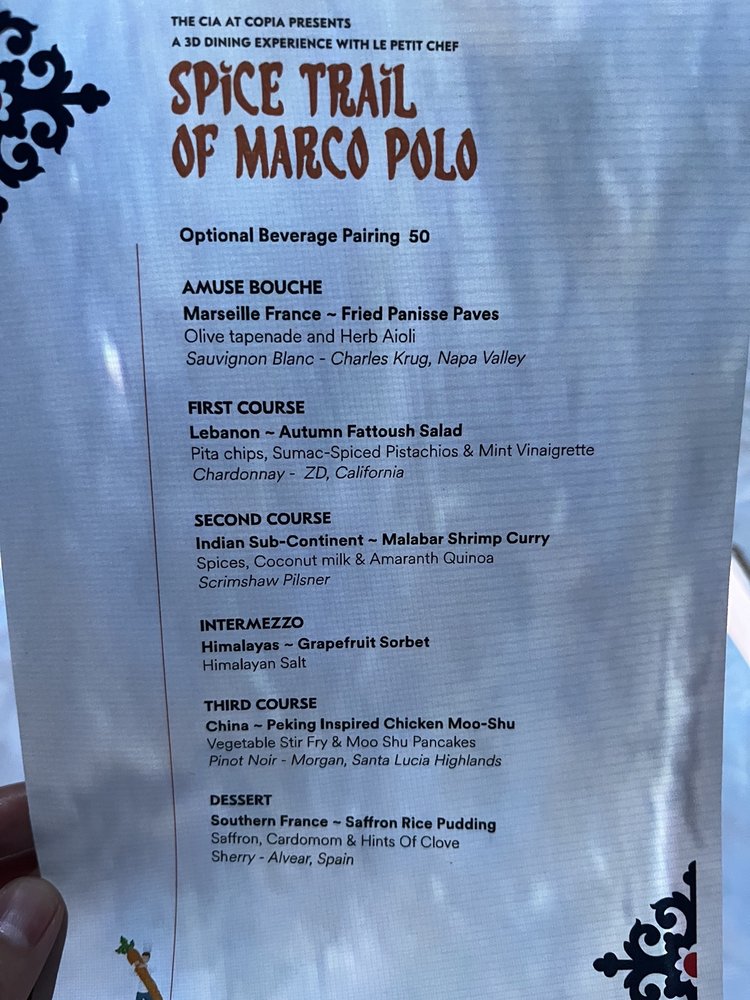 THE CIA AT COPIA PRESENTS
A 3D DINING EXPERIENCE WITH LE PETIT CHEF
SPICE TRAIL
OF MARCO POLO
Optional Beverage Pairing 50
AMUSE BOUCHE
Marseille France ~ Fried Panisse Paves
Olive tapenade and Herb Aioli
Sauvignon Blanc - Charles Krug, Napa Valley
FIRST COURSE
Lebanon ~ Autumn Fattoush Salad
Pita chips, Sumac-Spiced Pistachios & Mint Vinaigrette
Chardonnay - ZD, California
SECOND COURSE
Indian Sub-Continent ~ Malabar Shrimp Curry
Spices, Coconut milk & Amaranth Quinoa
Scrimshaw Pilsner
INTERMEZZO
Himalayas ~ Grapefruit Sorbet
Himalayan Salt
THIRD COURSE
China ~ Peking Inspired Chicken Moo-Shu
Vegetable Stir Fry & Moo Shu Pancakes
Pinot Noir - Morgan, Santa Lucia Highlands
DESSERT
Southern France ~ Saffron Rice Pudding
Saffron, Cardomom & Hints Of Clove
Sherry - Alvear, Spain